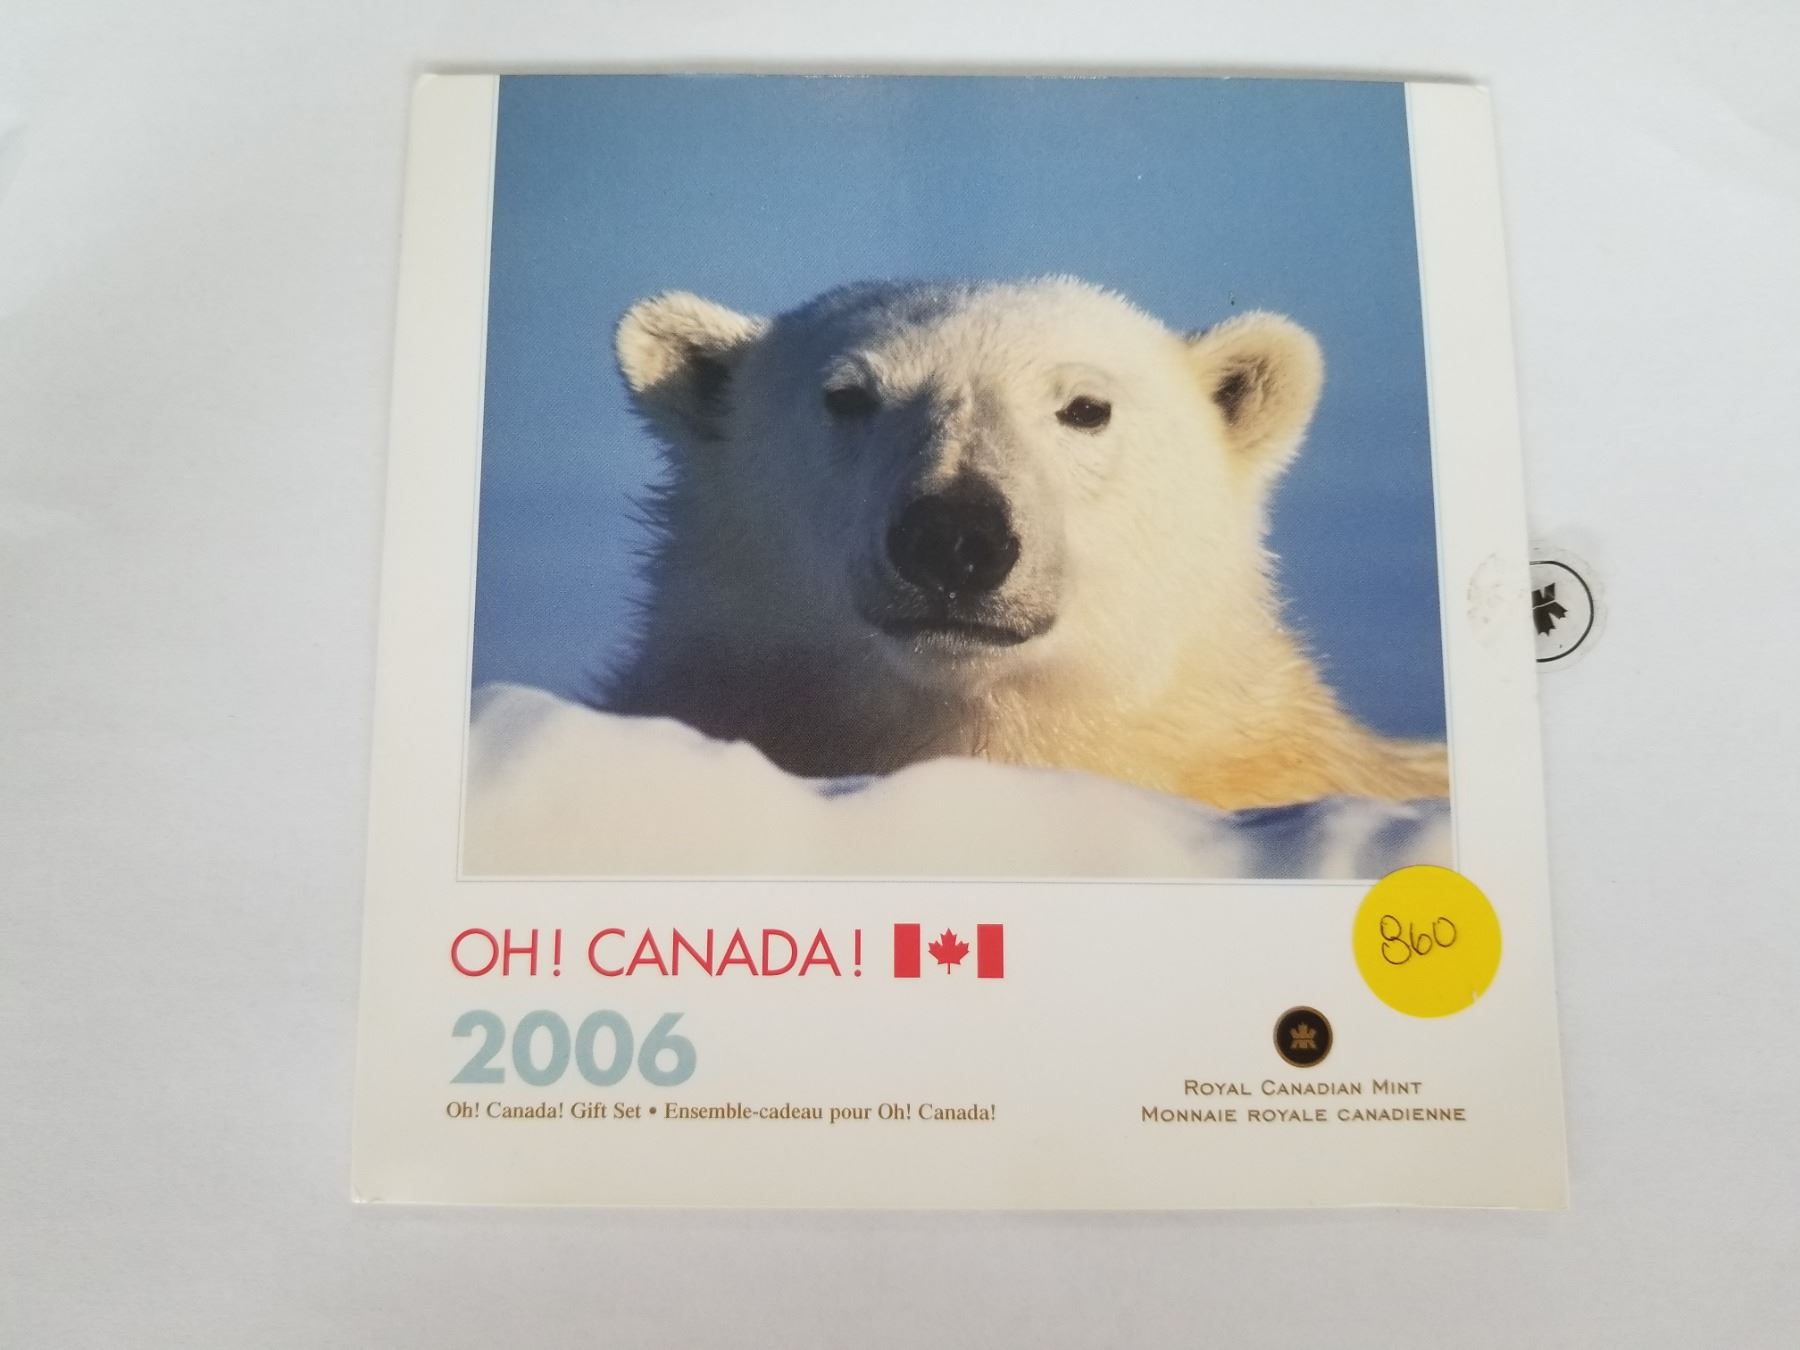 860
OH! CANADA!
2006
Oh! Canada! Gift Set • Ensemble-cadeau pour Oh! Canada!
ROYAL CANADIAN MINT
MONNAIE ROYALE CANADIENNE